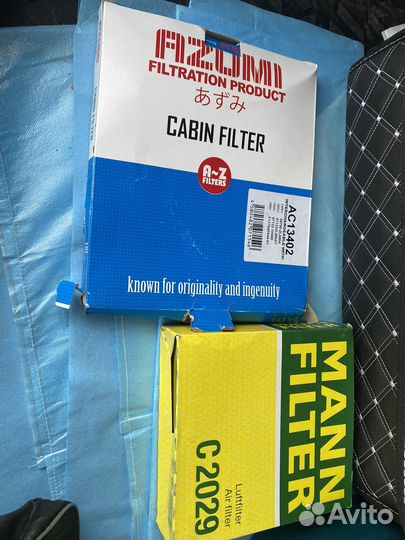 AZUMI
FILTRATION PRODUCT
あずみ
CABIN FILTER
A~Z
FILTERS
AC13402
known for originality and ingenuity
MANN
FILTER
C 2029
Luftfilter
Air filter
Avito